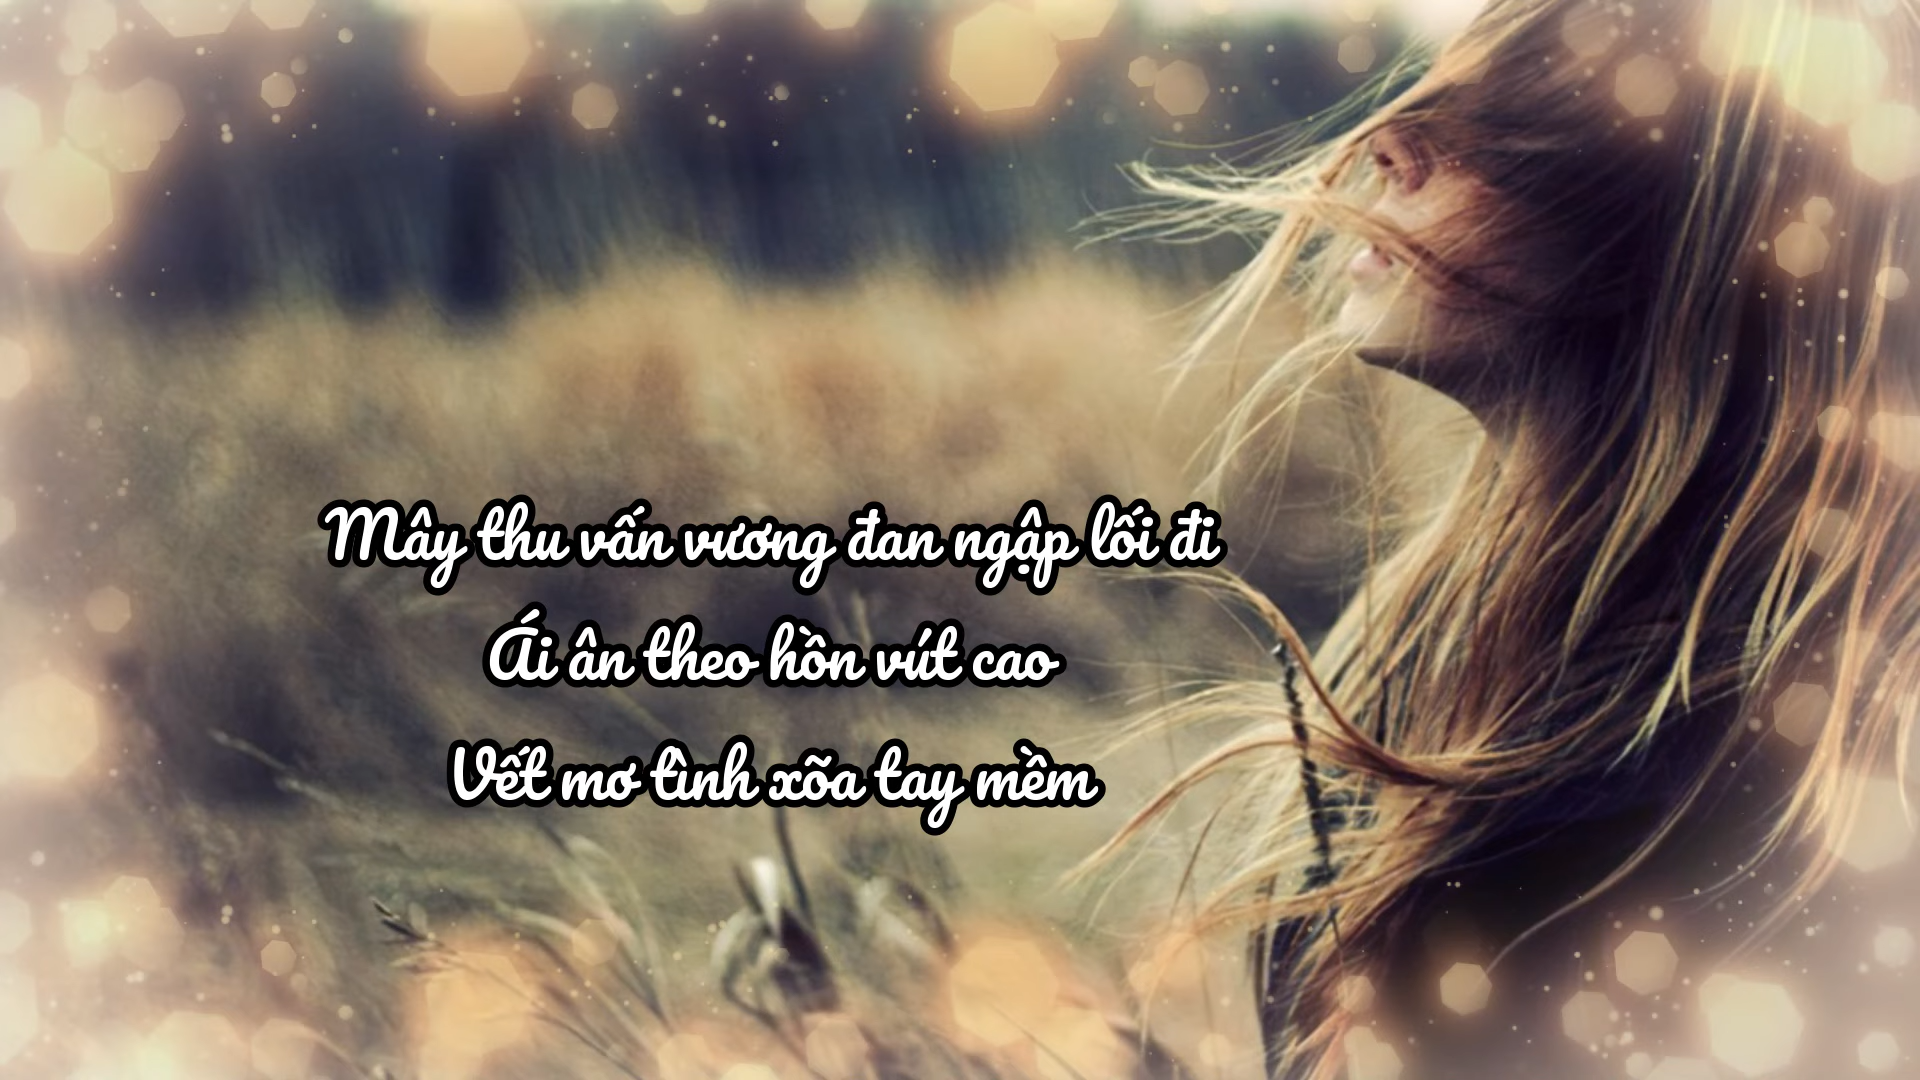 Mây thu vấn vương đan ngập lối đi
Ái ân theo hồn vút cao
Vết mơ tình xõa tay mềm